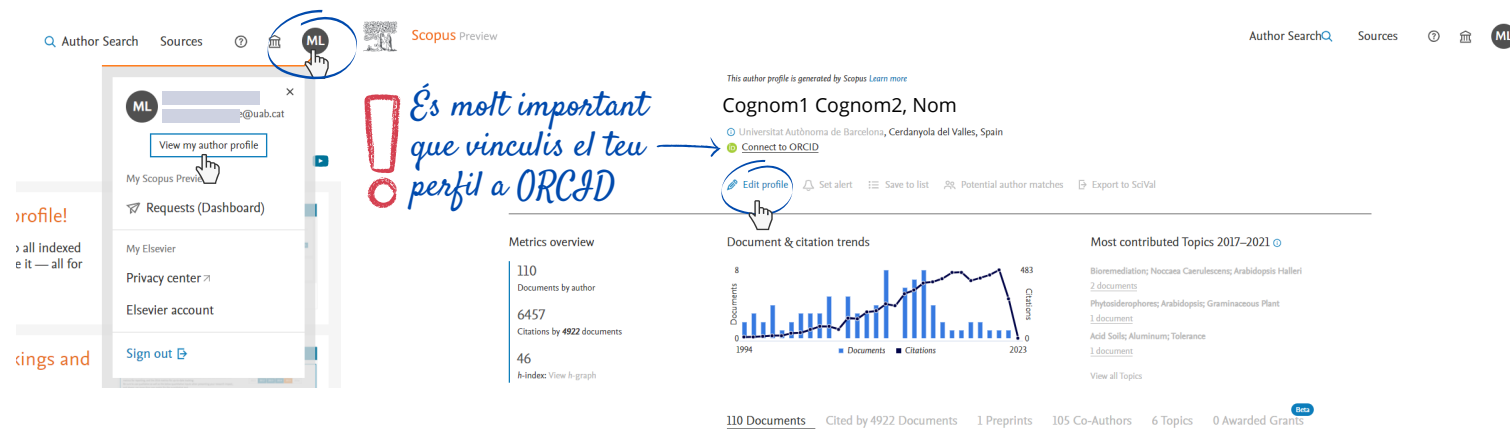 Author Search Sources
ML
ML
e@uab.cat
View my author profile
My Scopus Preview
Requests (Dashboard)
My Elsevier
Privacy center
Elsevier account
Sign out
profile!
all indexed
e it — all for
kings and
Scopus Preview
Author Search Sources
ML
És molt important
que vinculis el teu
perfil a ORCID
This author profile is generated by Scopus Learn more
Cognom1 Cognom2, Nom
Universitat Autònoma de Barcelona, Cerdanyola del Valles, Spain
iD Connect to ORCID
Edit profile Set alert Save to list Potential author matches Export to SciVal
Metrics overview
110
Documents by author
6457
Citations by 4922 documents
46
h-index: View h-graph
Document & citation trends
8 483
Documents
Citations
0 0
1994 2023
Documents Citations
Most contributed Topics 2017–2021
Bioremediation; Noccaea Caerulescens; Arabidopsis Halleri
2 documents
Phytosiderophores; Arabidopsis; Graminaceous Plant
1 document
Acid Soils; Aluminum; Tolerance
1 document
View all Topics
Beta
110 Documents Cited by 4922 Documents 1 Preprints 105 Co-Authors 6 Topics 0 Awarded Grants